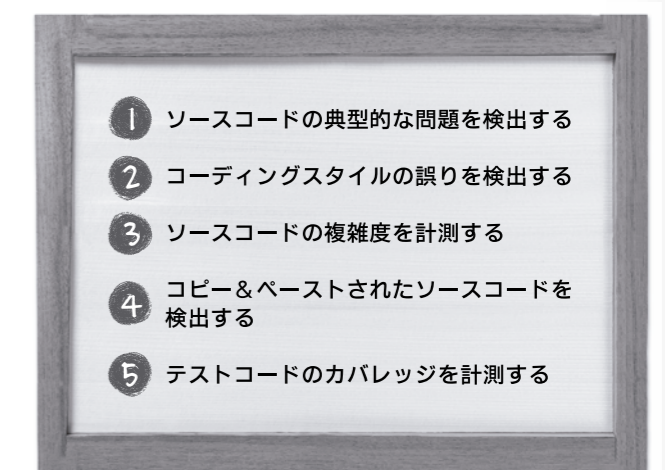 1 ソースコードの典型的な問題を検出する
2 コーディングスタイルの誤りを検出する
3 ソースコードの複雑度を計測する
4 コピー＆ペーストされたソースコードを
検出する
5 テストコードのカバレッジを計測する